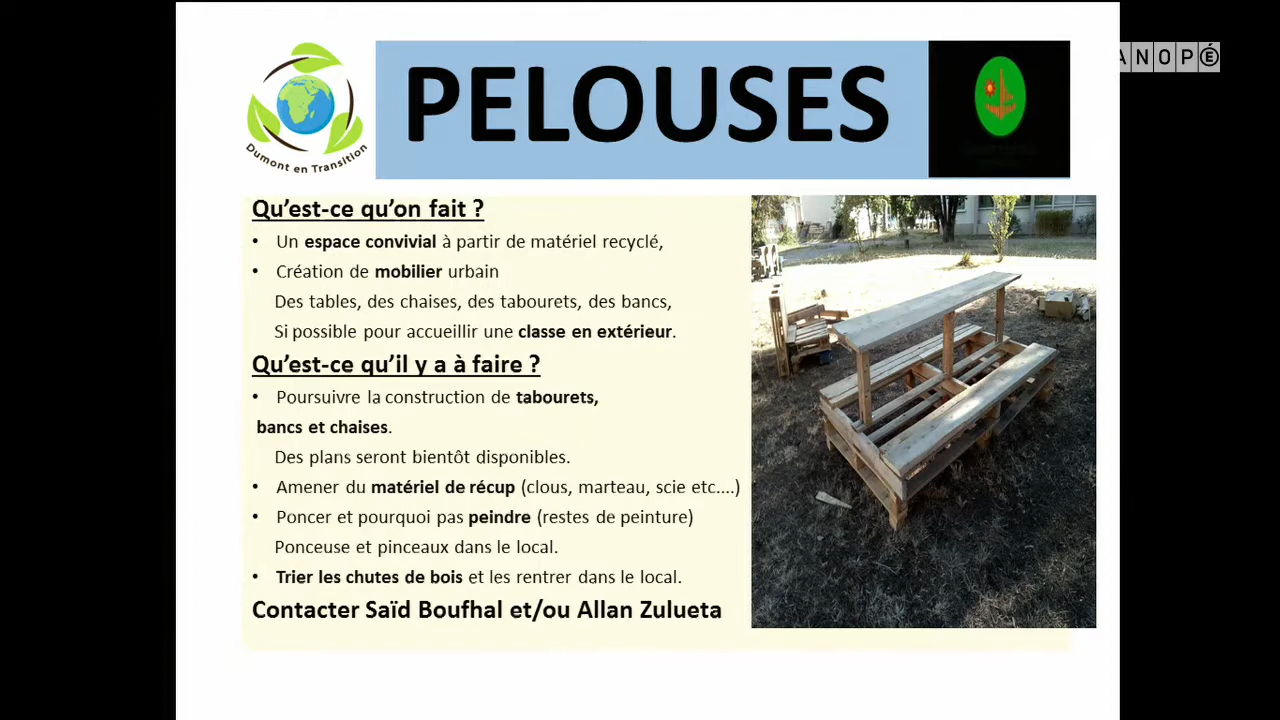 ANOPÉ
PELOUSES
Dumont en Transition
Qu'est-ce qu'on fait ?
• Un espace convivial à partir de matériel recyclé,
• Création de mobilier urbain
Des tables, des chaises, des tabourets, des bancs,
Si possible pour accueillir une classe en extérieur.
Qu'est-ce qu'il y a à faire ?
• Poursuivre la construction de tabourets,
bancs et chaises.
Des plans seront bientôt disponibles.
• Amener du matériel de récup (clous, marteau, scie etc....)
• Poncer et pourquoi pas peindre (restes de peinture)
Ponceuse et pinceaux dans le local.
• Trier les chutes de bois et les rentrer dans le local.
Contacter Saïd Boufhal et/ou Allan Zulueta